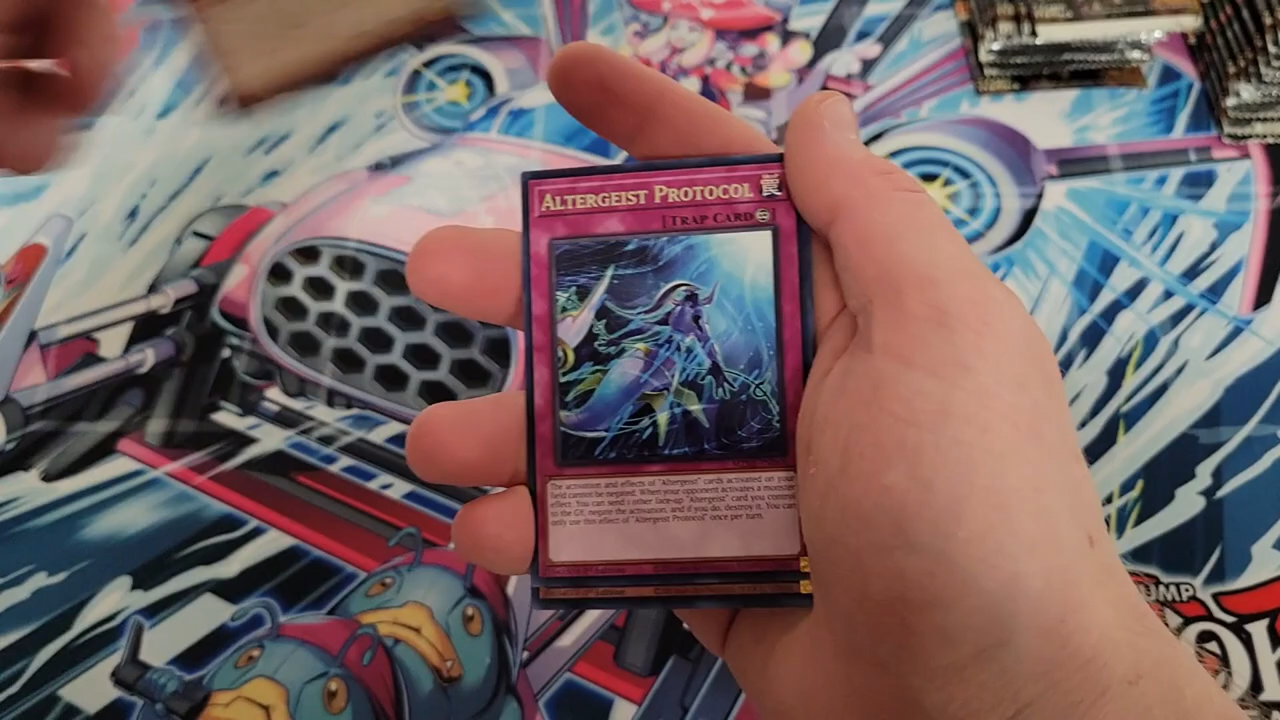 ALTERGEIST PROTOCOL
罠
[TRAP CARD
The activation and effects of "Altergeist" cards activated on your
field cannot be negated. When your opponent activates a monster
effect: You can send 1 other face-up "Altergeist" card you control
to the GY; negate the activation, and if you do, destroy it. You can
only use this effect of "Altergeist Protocol" once per turn.